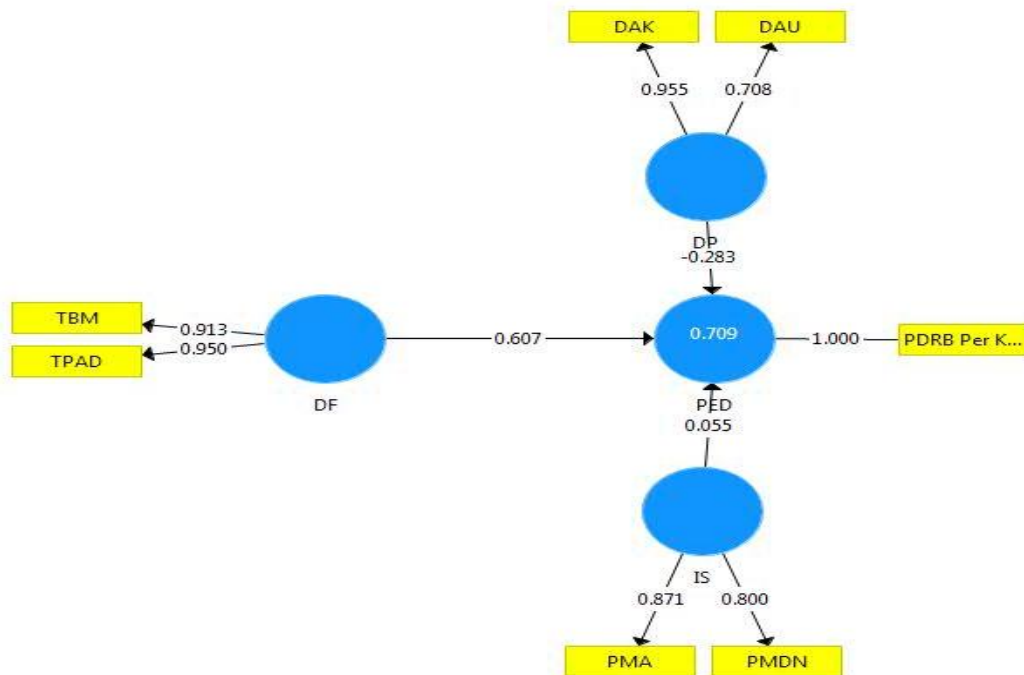 DAK DAU
0.955 0.708
DP
-0.283
TBM
TPAD
0.913
0.950
DF
0.607
0.709
1.000
PDRB Per K...
PED
0.055
IS
0.871 0.800
PMA PMDN